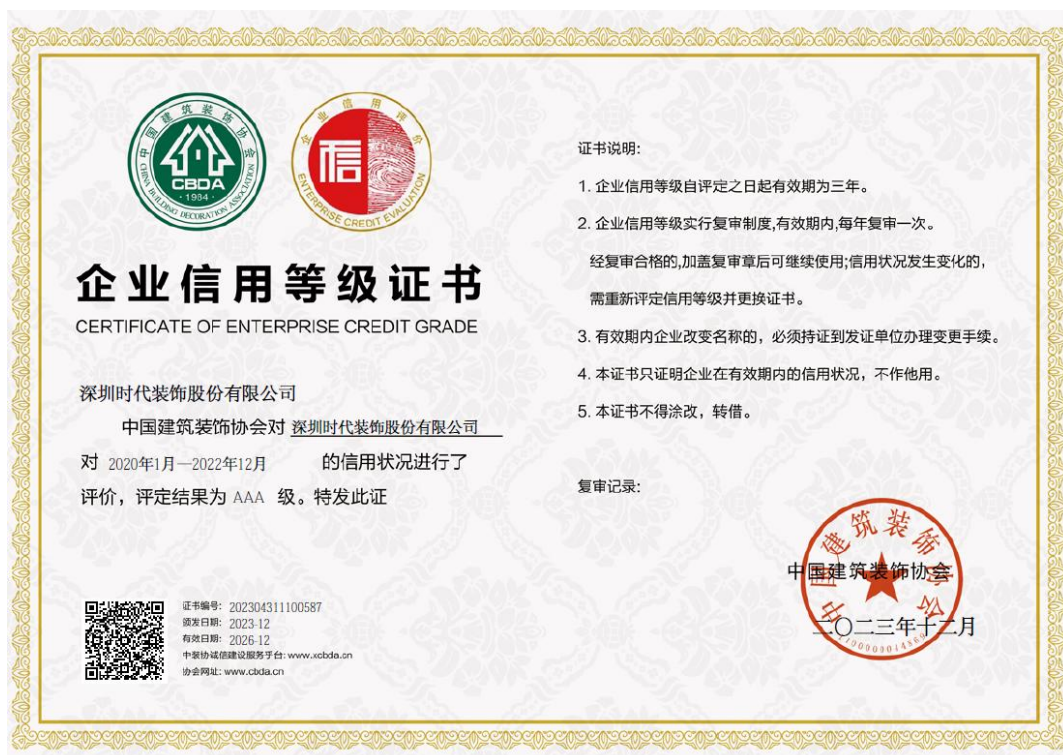 中国建筑装饰协会
CBDA
·1984·
CHINA BUILDING DECORATION ASSOCIATION
企业信用评价
信
ENTERPRISE CREDIT EVALUATION
企业信用等级证书
CERTIFICATE OF ENTERPRISE CREDIT GRADE
深圳时代装饰股份有限公司
中国建筑装饰协会对 深圳时代装饰股份有限公司
对 2020年1月—2022年12月 的信用状况进行了
评价，评定结果为 AAA 级。特发此证
证书编号: 202304311100587
颁发日期: 2023-12
有效日期: 2026-12
中装协诚信建设服务平台: www.xcbda.cn
协会网址: www.cbda.cn
证书说明:
1. 企业信用等级自评定之日起有效期为三年。
2. 企业信用等级实行复审制度,有效期内,每年复审一次。
经复审合格的,加盖复审章后可继续使用;信用状况发生变化的,
需重新评定信用等级并更换证书。
3. 有效期内企业改变名称的，必须持证到发证单位办理变更手续。
4. 本证书只证明企业在有效期内的信用状况，不作他用。
5. 本证书不得涂改，转借。
复审记录:
中国建筑装饰协会
中国建筑装饰协会
二〇二三年十二月